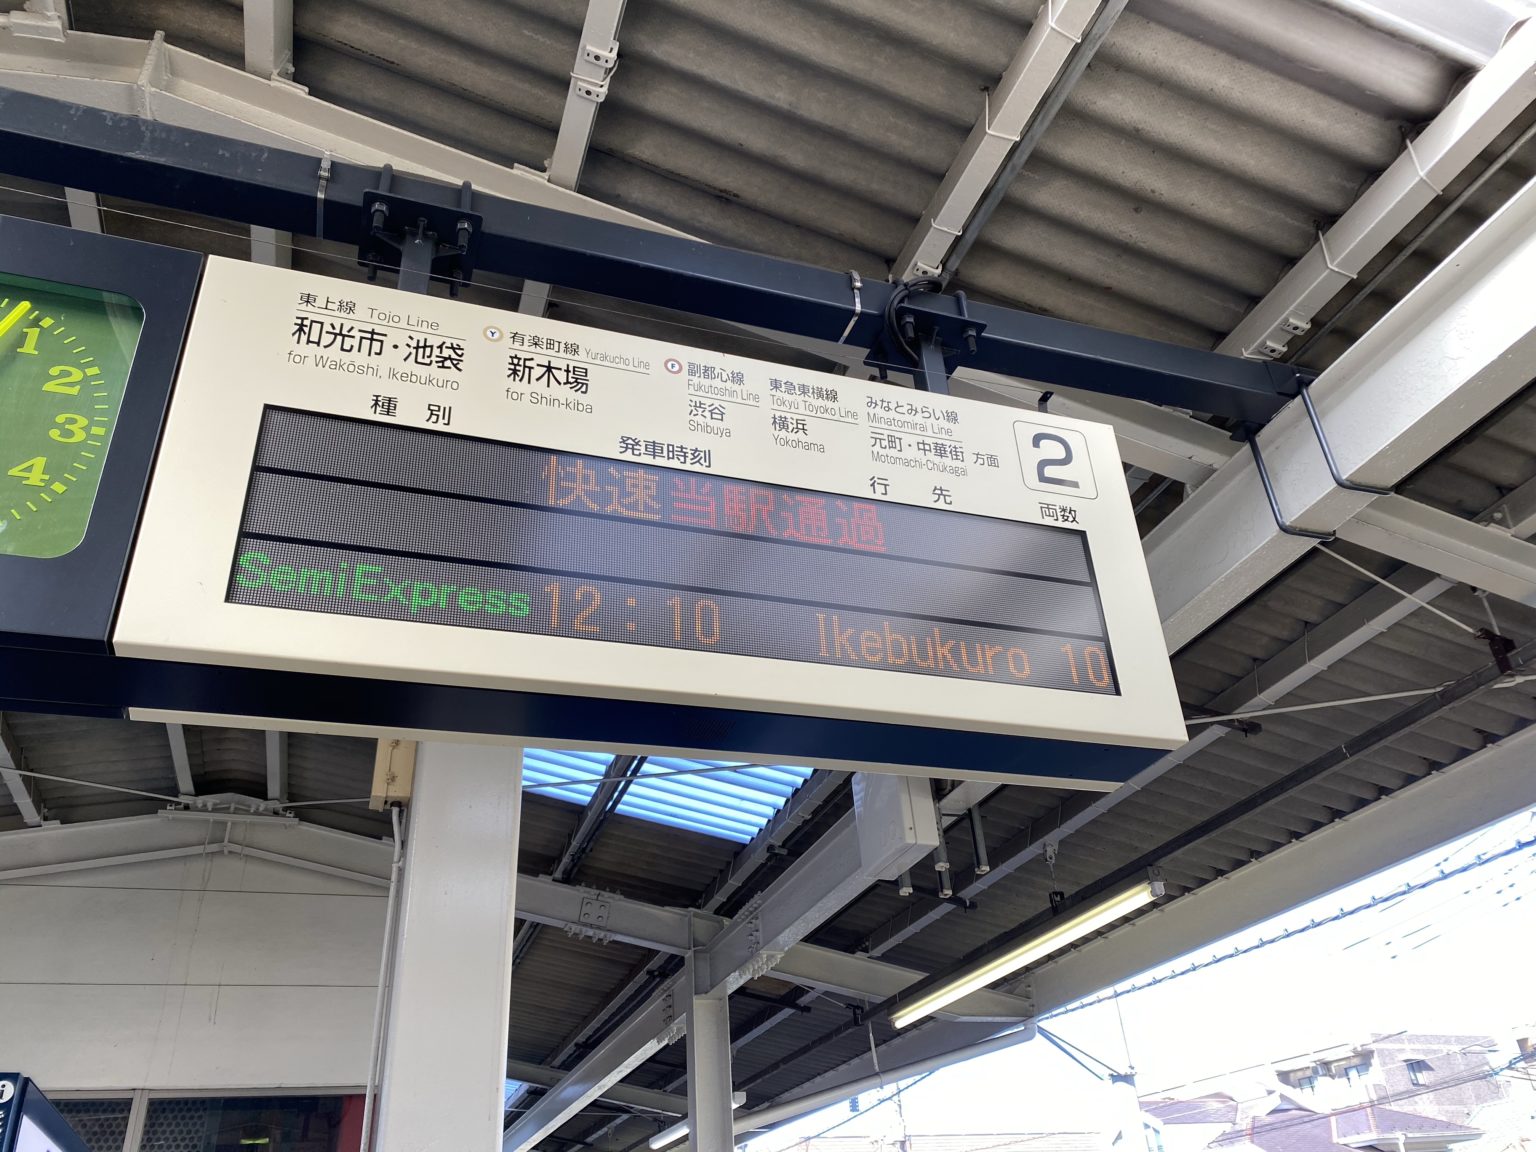 1
2
3
4
東上線 Tojo Line
和光市・池袋
for Wakōshi, Ikebukuro
Y 有楽町線 Yurakucho Line
新木場
for Shin-kiba
F 副都心線
Fukutoshin Line
渋谷
Shibuya
東急東横線
Tōkyū Tōyoko Line
横浜
Yokohama
みなとみらい線
Minatomirai Line
元町・中華街 方面
Motomachi-Chūkagai
2
種別 発車時刻 行先 両数
快速当駅通過
SemiExpress 12:10 Ikebukuro 10
i